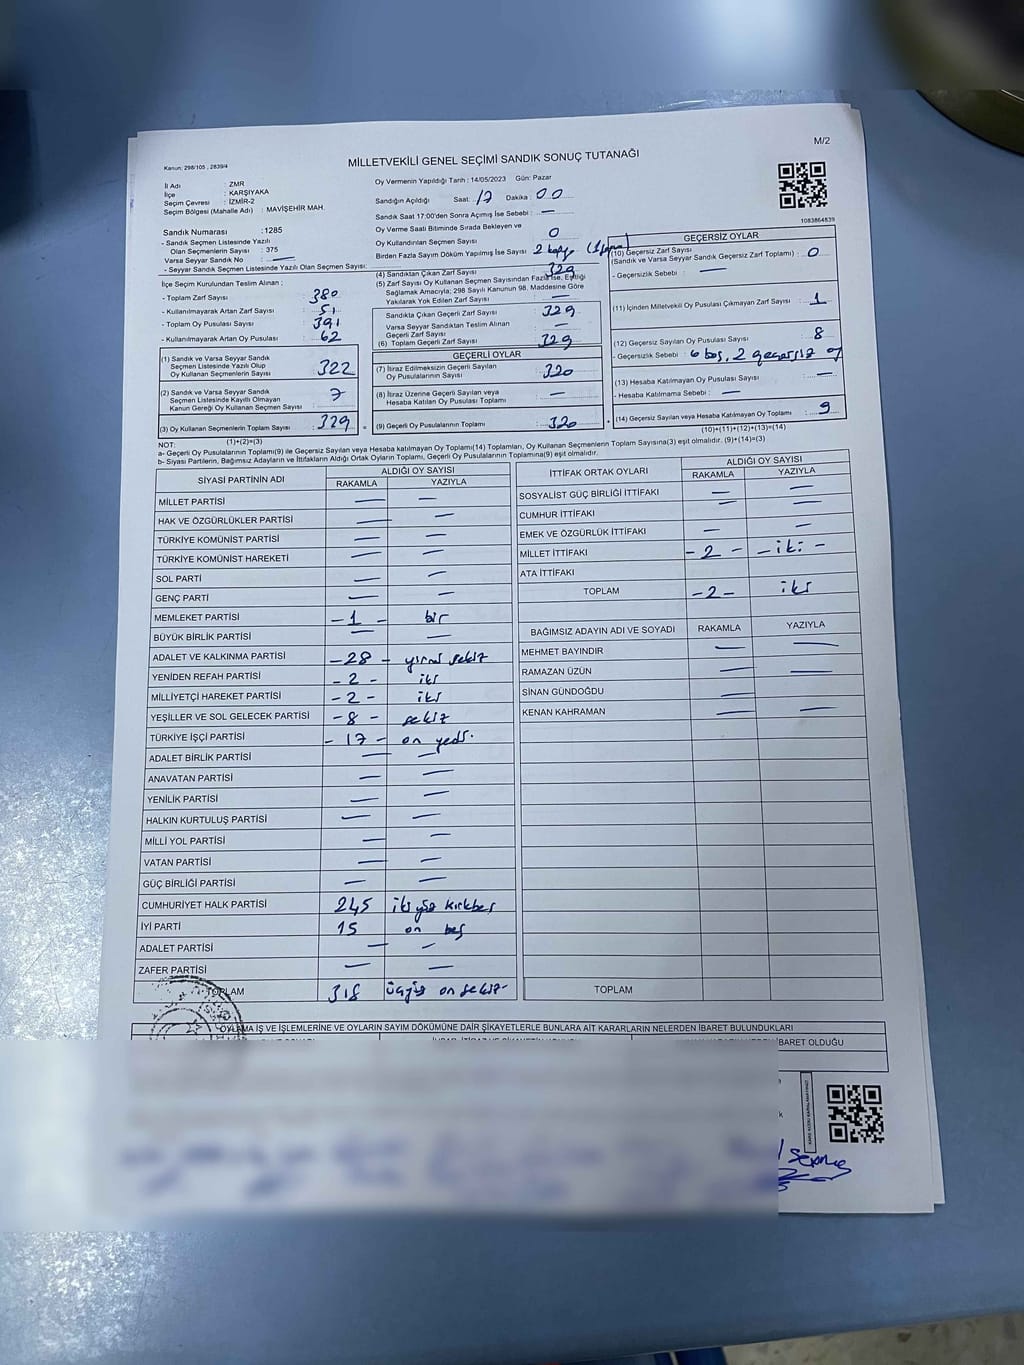 M/2
Kanun: 298/105 , 2839/4
MİLLETVEKİLİ GENEL SEÇİMİ SANDIK SONUÇ TUTANAĞI
İl Adı : ZMR
İlçe : KARŞIYAKA
Seçim Çevresi : İZMİR-2
Seçim Bölgesi (Mahalle Adı) : MAVİŞEHİR MAH.
Oy Vermenin Yapıldığı Tarih : 14/05/2023 Gün: Pazar
Sandığın Açıldığı Saat: 17 Dakika : 00
Sandık Saat 17:00'den Sonra Açılmış İse Sebebi : —
Oy Verme Saati Bitiminde Sırada Bekleyen ve
Oy Kullandırılan Seçmen Sayısı 0
Birden Fazla Sayım Döküm Yapılmış İse Sayısı 2
1083864839
Sandık Numarası : 1285
- Sandık Seçmen Listesinde Yazılı
Olan Seçmenlerin Sayısı : 375
Varsa Seyyar Sandık No : —
- Seyyar Sandık Seçmen Listesinde Yazılı Olan Seçmen Sayısı:
İlçe Seçim Kurulundan Teslim Alınan ;
- Toplam Zarf Sayısı : 380
- Kullanılmayarak Artan Zarf Sayısı : 51
- Toplam Oy Pusulası Sayısı : 391
- Kullanılmayarak Artan Oy Pusulası : 62
(1) Sandık ve Varsa Seyyar Sandık
Seçmen Listesinde Yazılı Olup
Oy Kullanan Seçmenlerin Sayısı : 322
(2) Sandık ve Varsa Seyyar Sandık
Seçmen Listesinde Kayıtlı Olmayan
Kanun Gereği Oy Kullanan Seçmen Sayısı : 7
(3) Oy Kullanan Seçmenlerin Toplam Sayısı : 329
(1)+(2)=(3)
(4) Sandıktan Çıkan Zarf Sayısı 329
(5) Zarf Sayısı Oy Kullanan Seçmen Sayısından Fazla İse, Eşitliği
Sağlamak Amacıyla; 298 Sayılı Kanunun 98. Maddesine Göre
Yakılarak Yok Edilen Zarf Sayısı : —
Sandıkta Çıkan Geçerli Zarf Sayısı 329
Varsa Seyyar Sandıktan Teslim Alınan
Geçerli Zarf Sayısı —
(6) Toplam Geçerli Zarf Sayısı : 329
GEÇERLİ OYLAR
(7) İtiraz Edilmeksizin Geçerli Sayılan
Oy Pusulalarının Sayısı : 320
(8) İtiraz Üzerine Geçerli Sayılan veya
Hesaba Katılan Oy Pusulası Toplamı : —
(9) Geçerli Oy Pusulalarının Toplamı : 320
GEÇERSİZ OYLAR
(10) Geçersiz Zarf Sayısı
(Sandık ve Varsa Seyyar Sandık Geçersiz Zarf Toplamı) : 0
- Geçersizlik Sebebi : —
(11) İçinden Milletvekili Oy Pusulası Çıkmayan Zarf Sayısı : 1
(12) Geçersiz Sayılan Oy Pusulası Sayısı : 8
- Geçersizlik Sebebi : 6 boş, 2 geçersiz oy
(13) Hesaba Katılmayan Oy Pusulası Sayısı : —
- Hesaba Katılmama Sebebi : —
(14) Geçersiz Sayılan veya Hesaba Katılmayan Oy Toplamı : 9
(10)+(11)+(12)+(13)=(14)
NOT:
a- Geçerli Oy Pusulalarının Toplamı(9) ile Geçersiz Sayılan veya Hesaba Katılmayan Oy Toplamı(14) Toplamları, Oy Kullanan Seçmenlerin Toplam Sayısına(3) eşit olmalıdır. (9)+(14)=(3)
b- Siyasi Partilerin, Bağımsız Adayların ve İttifakların Aldığı Ortak Oyların Toplamı, Geçerli Oy Pusulalarının Toplamına(9) eşit olmalıdır.
SİYASİ PARTİNİN ADI ALDIĞI OY SAYISI
RAKAMLA YAZIYLA
MİLLET PARTİSİ — —
HAK VE ÖZGÜRLÜKLER PARTİSİ — —
TÜRKİYE KOMÜNİST PARTİSİ — —
TÜRKİYE KOMÜNİST HAREKETİ — —
SOL PARTİ — —
GENÇ PARTİ — —
MEMLEKET PARTİSİ -1- bir
BÜYÜK BİRLİK PARTİSİ — —
ADALET VE KALKINMA PARTİSİ -28- yirmi sekiz
YENİDEN REFAH PARTİSİ -2- iki
MİLLİYETÇİ HAREKET PARTİSİ -2- iki
YEŞİLLER VE SOL GELECEK PARTİSİ -8- sekiz
TÜRKİYE İŞÇİ PARTİSİ -17- on yedi
ADALET BİRLİK PARTİSİ — —
ANAVATAN PARTİSİ — —
YENİLİK PARTİSİ — —
HALKIN KURTULUŞ PARTİSİ — —
MİLLİ YOL PARTİSİ — —
VATAN PARTİSİ — —
GÜÇ BİRLİĞİ PARTİSİ — —
CUMHURİYET HALK PARTİSİ 245 iki yüz kırkbeş
İYİ PARTİ 15 on beş
ADALET PARTİSİ — —
ZAFER PARTİSİ — —
TOPLAM 318 üçyüz on sekiz
İTTİFAK ORTAK OYLARI ALDIĞI OY SAYISI
RAKAMLA YAZIYLA
SOSYALİST GÜÇ BİRLİĞİ İTTİFAKI — —
CUMHUR İTTİFAKI — —
EMEK VE ÖZGÜRLÜK İTTİFAKI — —
MİLLET İTTİFAKI -2- -iki-
ATA İTTİFAKI
TOPLAM -2- iki
BAĞIMSIZ ADAYIN ADI VE SOYADI RAKAMLA YAZIYLA
MEHMET BAYINDIR — —
RAMAZAN ÜZÜN — —
SİNAN GÜNDOĞDU —
KENAN KAHRAMAN — —
TOPLAM
OYLAMA İŞ VE İŞLEMLERİNE VE OYLARIN SAYIM DÖKÜMÜNE DAİR ŞİKAYETLERLE BUNLARA AİT KARARLARIN NELERDEN İBARET BULUNDUKLARI
İBARET OLDUĞU